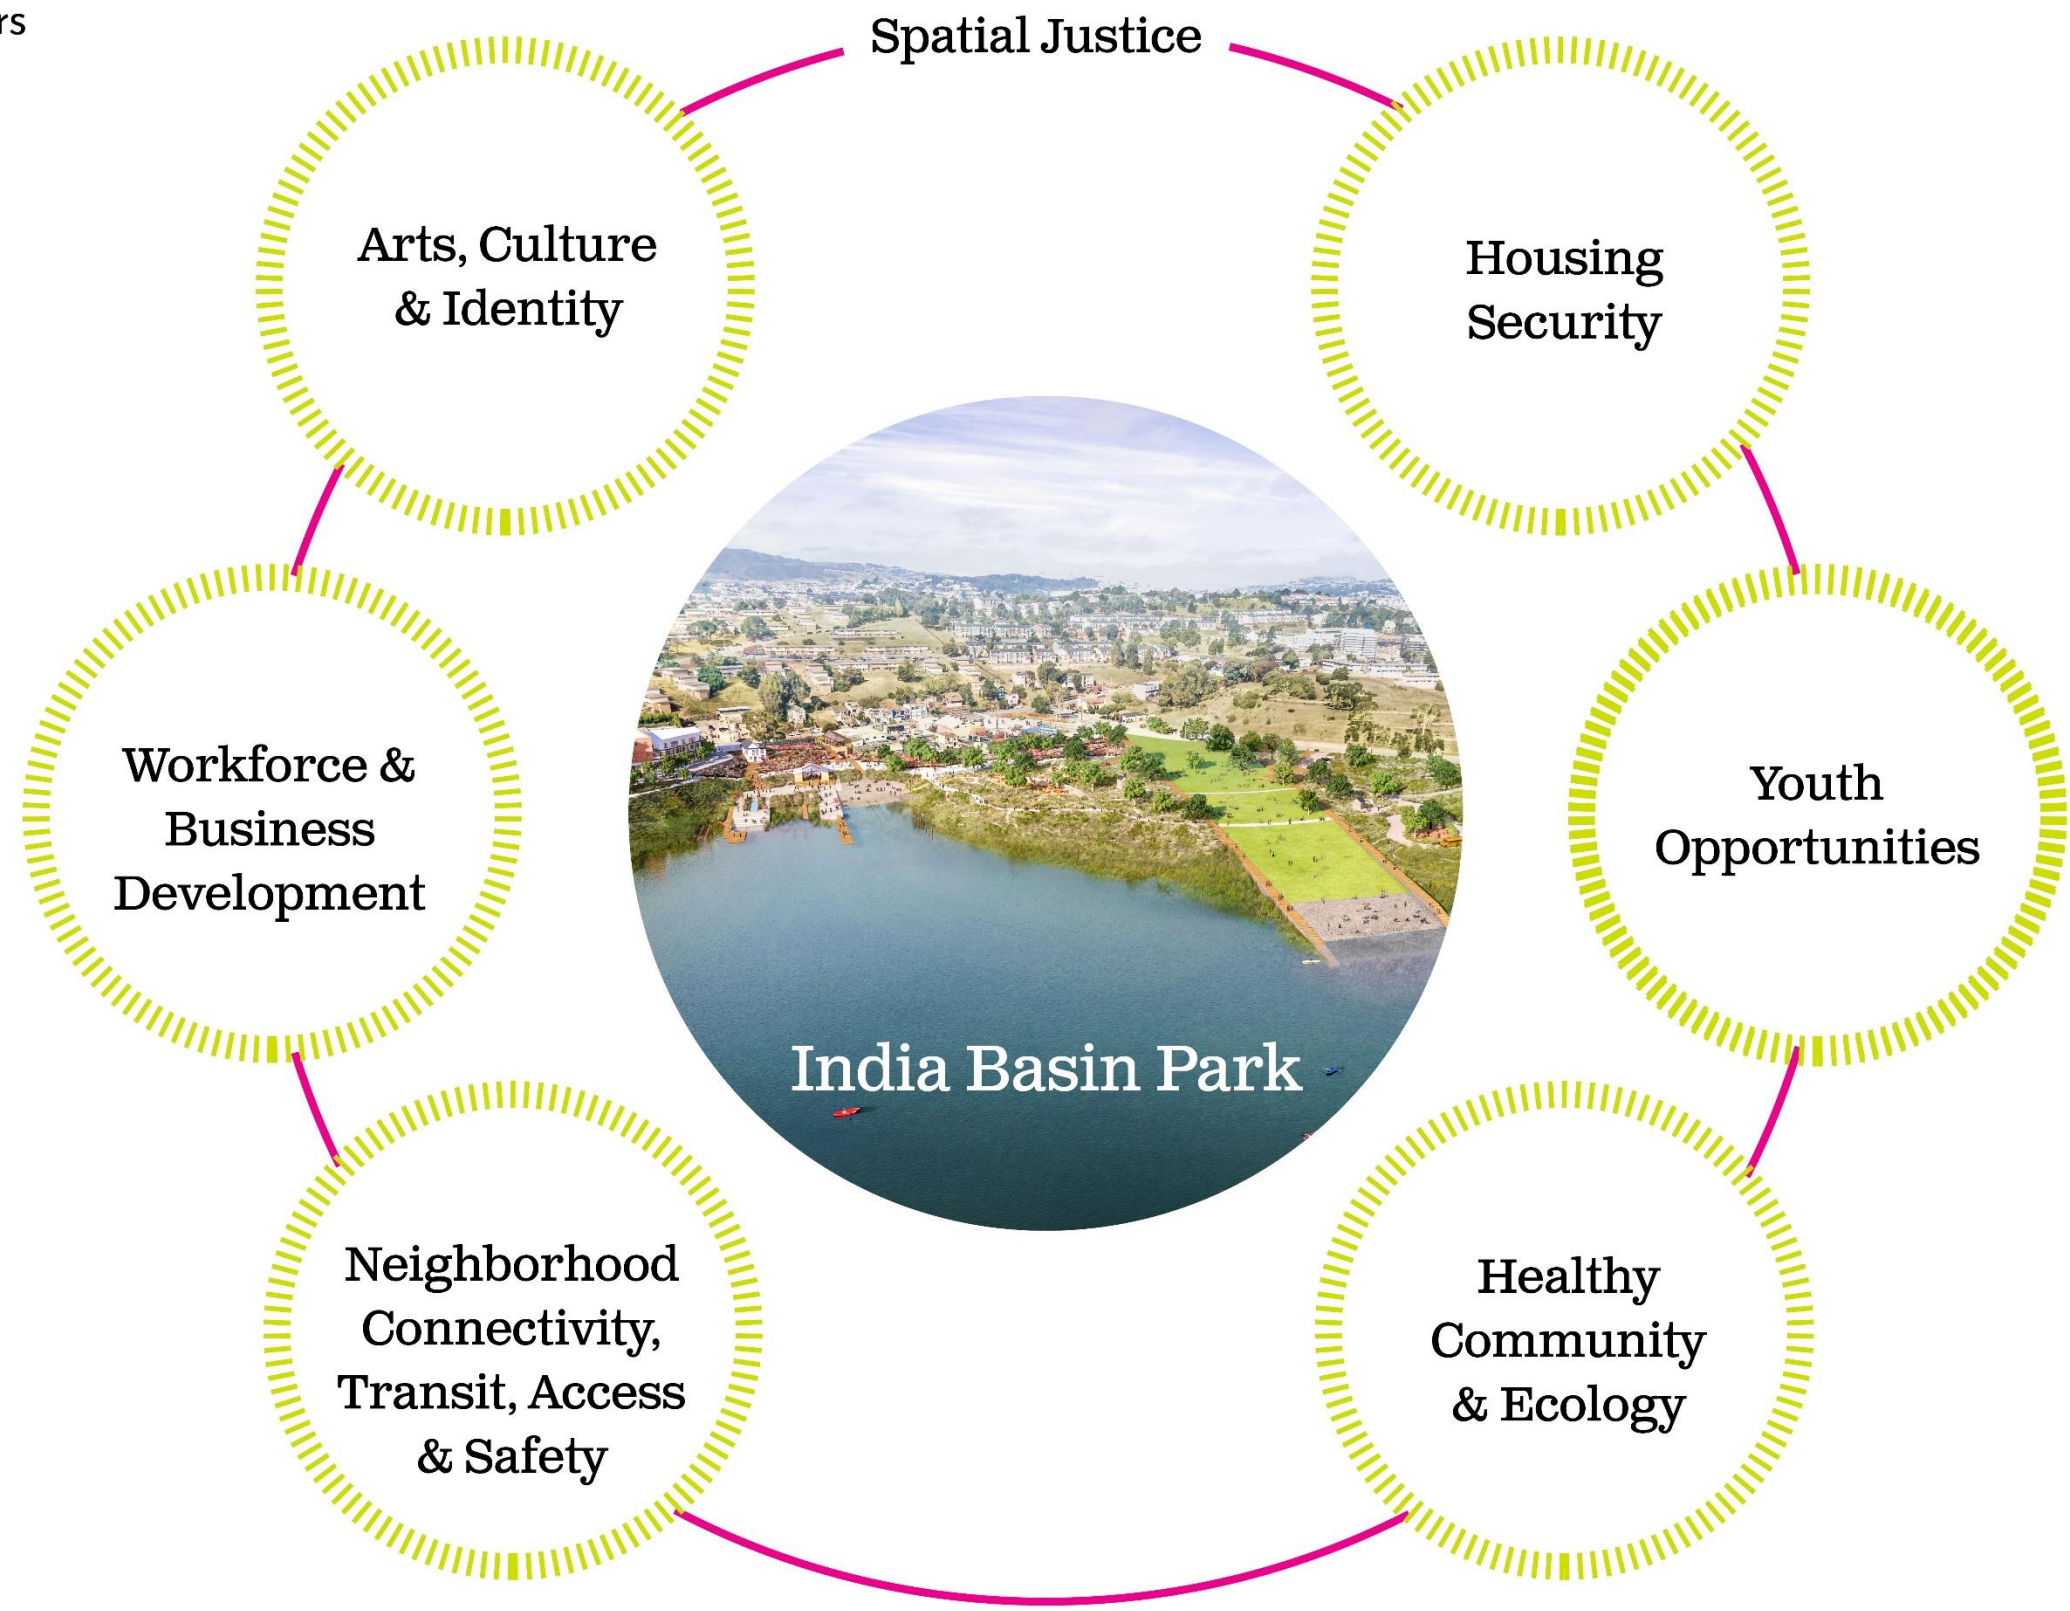 Spatial Justice
Arts, Culture
& Identity
Housing
Security
Workforce &
Business
Development
Youth
Opportunities
India Basin Park
Neighborhood
Connectivity,
Transit, Access
& Safety
Healthy
Community
& Ecology